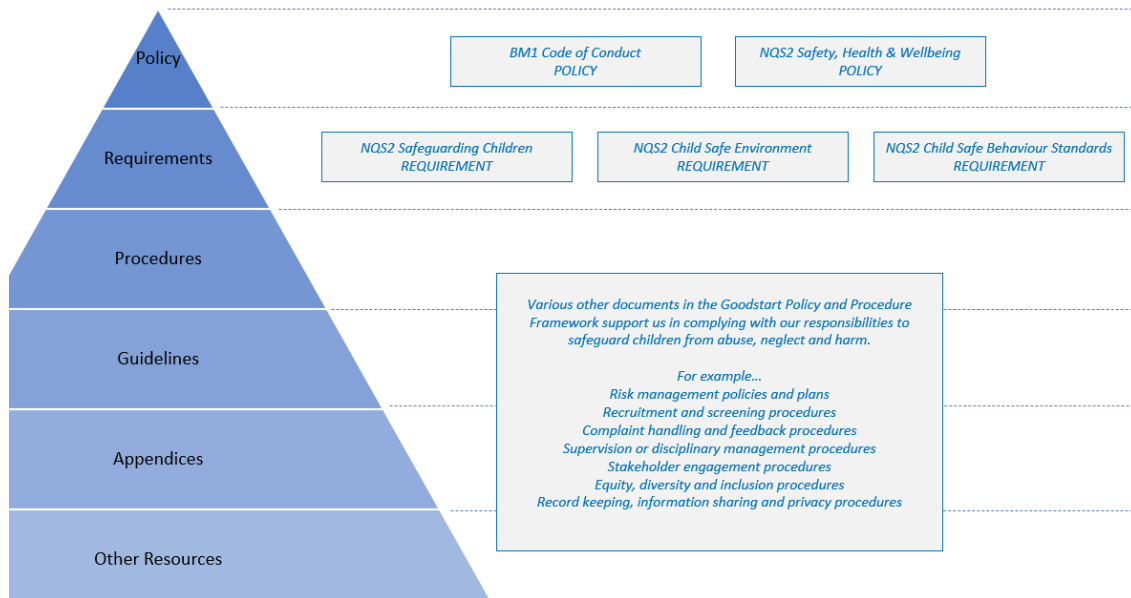 Policy
BM1 Code of Conduct
POLICY
NQS2 Safety, Health & Wellbeing
POLICY
Requirements
NQS2 Safeguarding Children
REQUIREMENT
NQS2 Child Safe Environment
REQUIREMENT
NQS2 Child Safe Behaviour Standards
REQUIREMENT
Procedures
Guidelines
Appendices
Other Resources
Various other documents in the Goodstart Policy and Procedure
Framework support us in complying with our responsibilities to
safeguard children from abuse, neglect and harm.
For example...
Risk management policies and plans
Recruitment and screening procedures
Complaint handling and feedback procedures
Supervision or disciplinary management procedures
Stakeholder engagement procedures
Equity, diversity and inclusion procedures
Record keeping, information sharing and privacy procedures